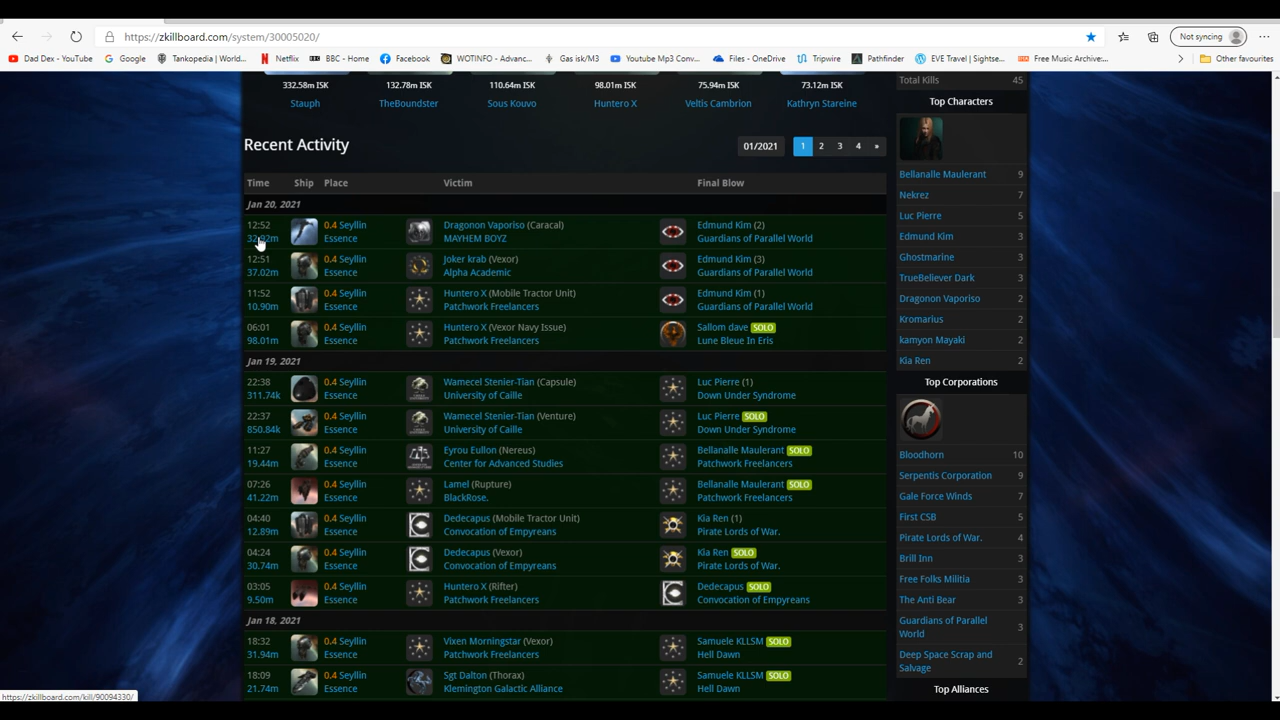 https://zkillboard.com/system/30005020/
Not syncing
Dad Dex - YouTube
Google
Tankopedia | World...
Netflix
BBC - Home
Facebook
WOTINFO - Advanc...
Gas isk/M3
Youtube Mp3 Conv...
Files - OneDrive
Tripwire
Pathfinder
EVE Travel | Sightse...
Free Music Archive:...
Other favourites
332.58m ISK
132.78m ISK
110.64m ISK
98.01m ISK
75.94m ISK
73.12m ISK
Stauph
TheBoundster
Sous Kouvo
Huntero X
Veltis Cambrion
Kathryn Stareine
Recent Activity
01/2021
1 2 3 4 »
Time Ship Place Victim Final Blow
Jan 20, 2021
12:52 0.4 Seyllin Dragonon Vaporiso (Caracal) Edmund Kim (2)
Essence MAYHEM BOYZ Guardians of Parallel World
12:51 0.4 Seyllin Joker krab (Vexor) Edmund Kim (3)
37.02m Essence Alpha Academic Guardians of Parallel World
11:52 0.4 Seyllin Huntero X (Mobile Tractor Unit) Edmund Kim (1)
10.90m Essence Patchwork Freelancers Guardians of Parallel World
06:01 0.4 Seyllin Huntero X (Vexor Navy Issue) Sallom dave SOLO
98.01m Essence Patchwork Freelancers Lune Bleue In Eris
Jan 19, 2021
22:38 0.4 Seyllin Wamecel Stenier-Tian (Capsule) Luc Pierre (1)
311.74k Essence University of Caille Down Under Syndrome
22:37 0.4 Seyllin Wamecel Stenier-Tian (Venture) Luc Pierre SOLO
850.84k Essence University of Caille Down Under Syndrome
11:27 0.4 Seyllin Eyrou Eullon (Nereus) Bellanalle Maulerant SOLO
19.44m Essence Center for Advanced Studies Patchwork Freelancers
07:26 0.4 Seyllin Lamel (Rupture) Bellanalle Maulerant SOLO
41.22m Essence BlackRose. Patchwork Freelancers
04:40 0.4 Seyllin Dedecapus (Mobile Tractor Unit) Kia Ren (1)
12.89m Essence Convocation of Empyreans Pirate Lords of War.
04:24 0.4 Seyllin Dedecapus (Vexor) Kia Ren SOLO
30.74m Essence Convocation of Empyreans Pirate Lords of War.
03:05 0.4 Seyllin Huntero X (Rifter) Dedecapus SOLO
9.50m Essence Patchwork Freelancers Convocation of Empyreans
Jan 18, 2021
18:32 0.4 Seyllin Vixen Morningstar (Vexor) Samuele KLLSM SOLO
31.94m Essence Patchwork Freelancers Hell Dawn
18:09 0.4 Seyllin Sgt Dalton (Thorax) Samuele KLLSM SOLO
21.74m Essence Klemington Galactic Alliance Hell Dawn
Total Kills 45
Top Characters
Bellanalle Maulerant 9
Nekrez 7
Luc Pierre 5
Edmund Kim 3
Ghostmarine 3
TrueBeliever Dark 3
Dragonon Vaporiso 2
Kromarius 2
kamyon Mayaki 2
Kia Ren 2
Top Corporations
Bloodhorn 10
Serpentis Corporation 9
Gale Force Winds 7
First CSB 5
Pirate Lords of War. 4
Brill Inn 3
Free Folks Militia 3
The Anti Bear 3
Guardians of Parallel 3
World
Deep Space Scrap and 2
Salvage
Top Alliances
https://zkillboard.com/kill/90094330/